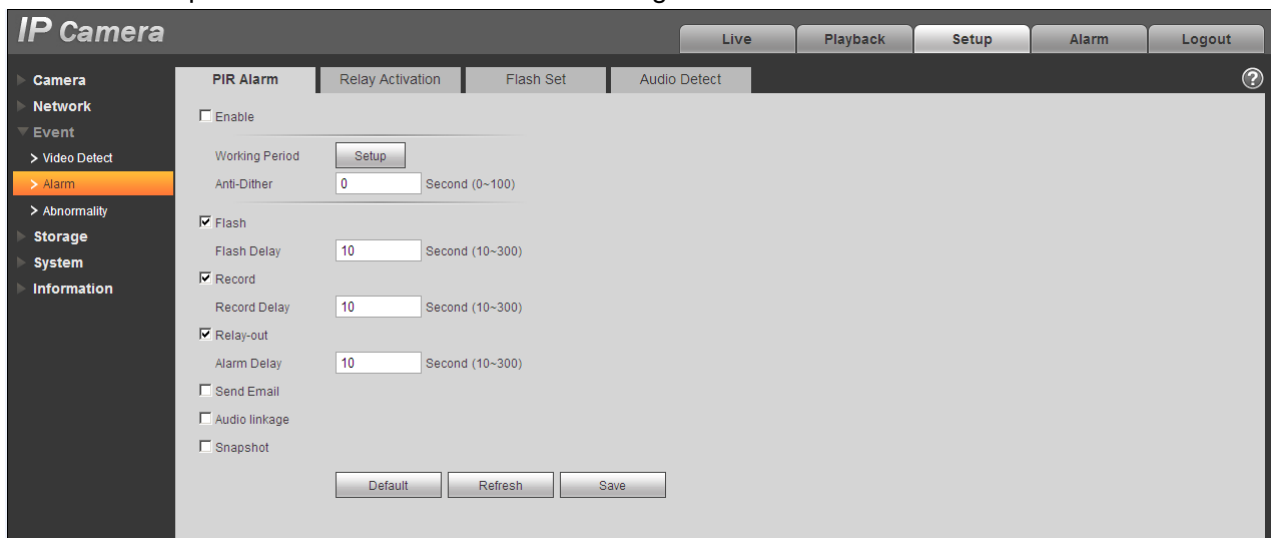 IP Camera
Live Playback Setup Alarm Logout
Camera
Network
Event
> Video Detect
> Alarm
> Abnormality
Storage
System
Information
PIR Alarm Relay Activation Flash Set Audio Detect ?
Enable
Working Period Setup
Anti-Dither 0 Second (0~100)
Flash
Flash Delay 10 Second (10~300)
Record
Record Delay 10 Second (10~300)
Relay-out
Alarm Delay 10 Second (10~300)
Send Email
Audio linkage
Snapshot
Default Refresh Save